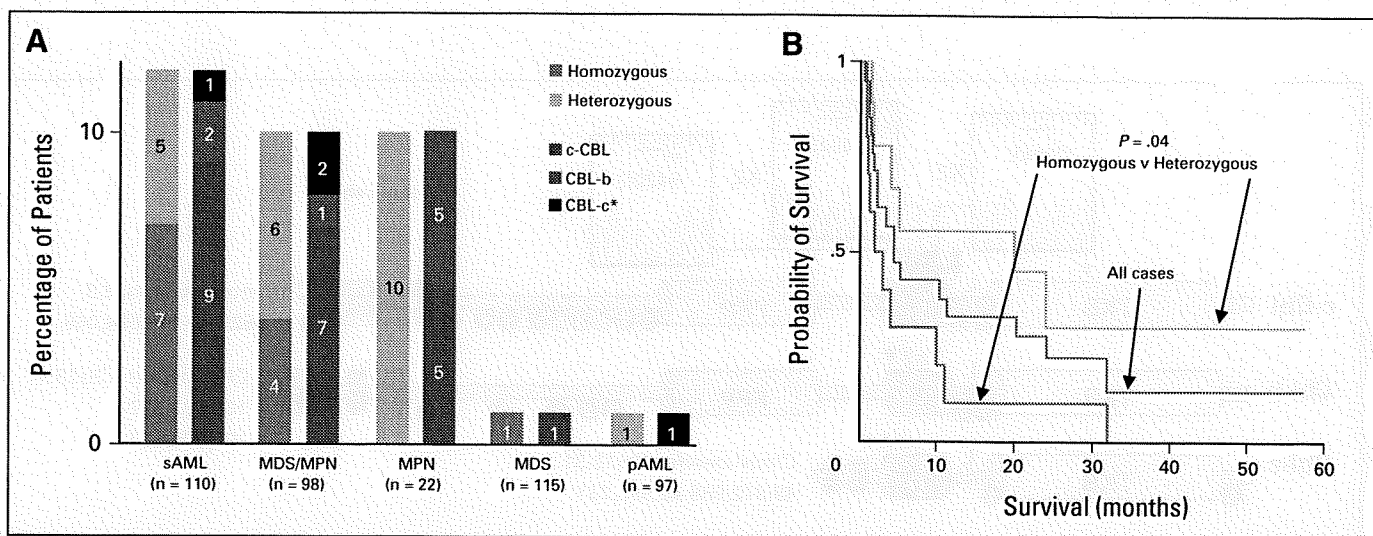 A
Percentage of Patients
10
0
5
7
1
2
9
6
4
2
1
7
10
5
5
1
1
1
1
sAML
(n = 110)
MDS/MPN
(n = 98)
MPN
(n = 22)
MDS
(n = 115)
pAML
(n = 97)
Homozygous
Heterozygous
c-CBL
CBL-b
CBL-c*
B
Probability of Survival
1
.5
P = .04
Homozygous v Heterozygous
All cases
0
10
20
30
40
50
60
Survival (months)